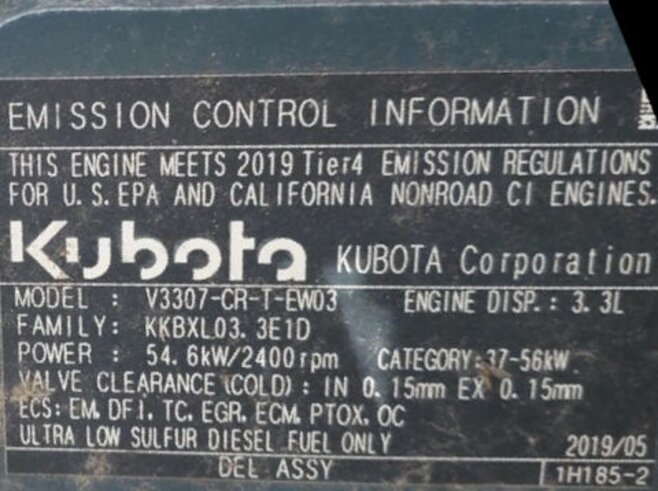 EMISSION CONTROL INFORMATION
THIS ENGINE MEETS 2019 Tier4 EMISSION REGULATIONS
FOR U.S.EPA AND CALIFORNIA NONROAD CI ENGINES.
Kubota KUBOTA Corporation
MODEL : V3307-CR-T-EW03 ENGINE DISP.: 3.3L
FAMILY: KKBXL03.3E1D
POWER : 54.6kW/2400rpm CATEGORY:37-56kW
VALVE CLEARANCE(COLD): IN 0.15mm EX 0.15mm
ECS: EM, DFI, TC, EGR, ECM, PTOX, OC
ULTRA LOW SULFUR DIESEL FUEL ONLY 2019/05
DEL ASSY 1H185-2